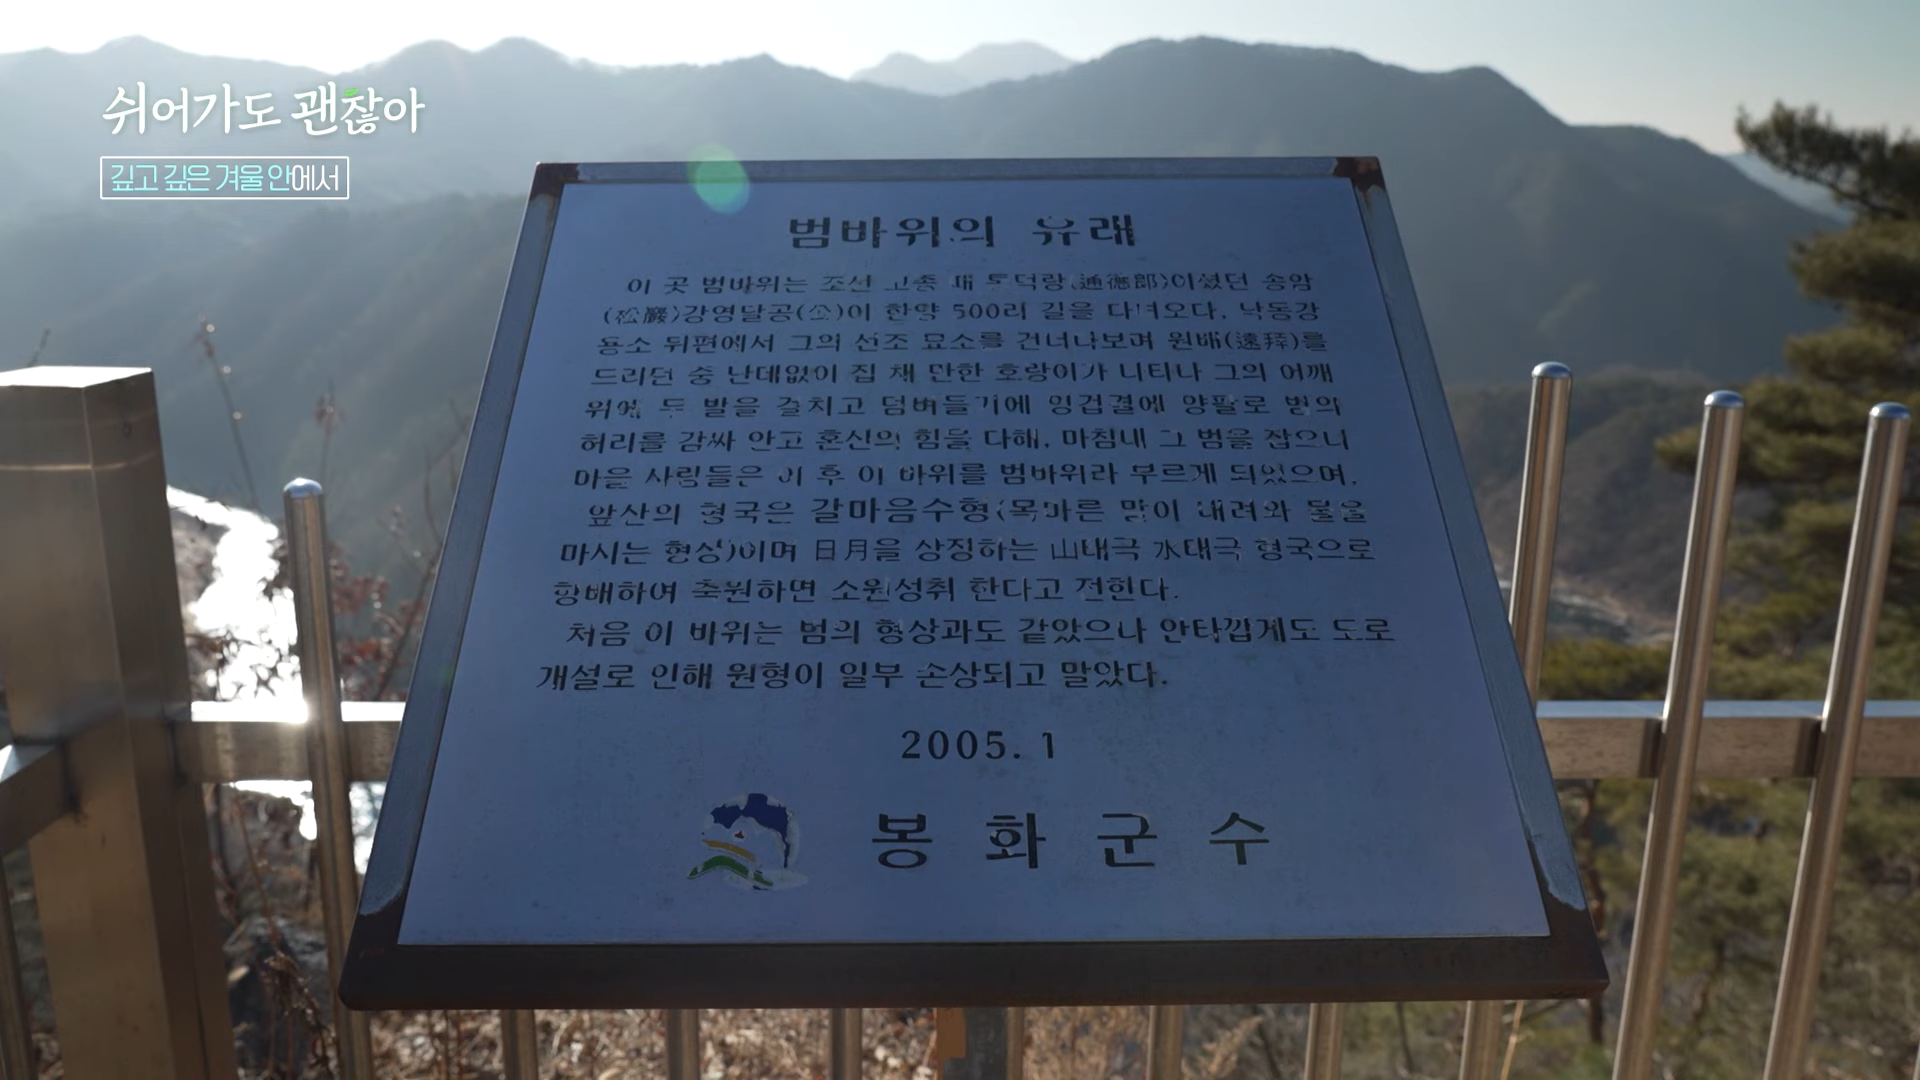 쉬어가도 괜찮아
깊고 깊은 겨울 안에서
범바위의 유래
이 곳 범바위는 조선 고종 때 통덕랑(通德郞)이셨던 송암
(松巖)강영달공(公)이 한양 500리 길을 다녀오다, 낙동강
용소 뒤편에서 그의 선조 묘소를 건너다보며 원배(遠拜)를
드리던 중 난데없이 집 채 만한 호랑이가 나타나 그의 어깨
위에 두 발을 걸치고 덤벼들기에 엉겁결에 양팔로 범의
허리를 감싸 안고 혼신의 힘을 다해, 마침내 그 범을 잡으니
마을 사람들은 이 후 이 바위를 범바위라 부르게 되었으며,
앞산의 형국은 갈마음수형(목마른 말이 내려와 물을
마시는 형상)이며 日月을 상징하는 山태극 水태극 형국으로
향배하여 축원하면 소원성취 한다고 전한다.
처음 이 바위는 범의 형상과도 같았으나 안타깝게도 도로
개설로 인해 원형이 일부 손상되고 말았다.
2005. 1
봉 화 군 수